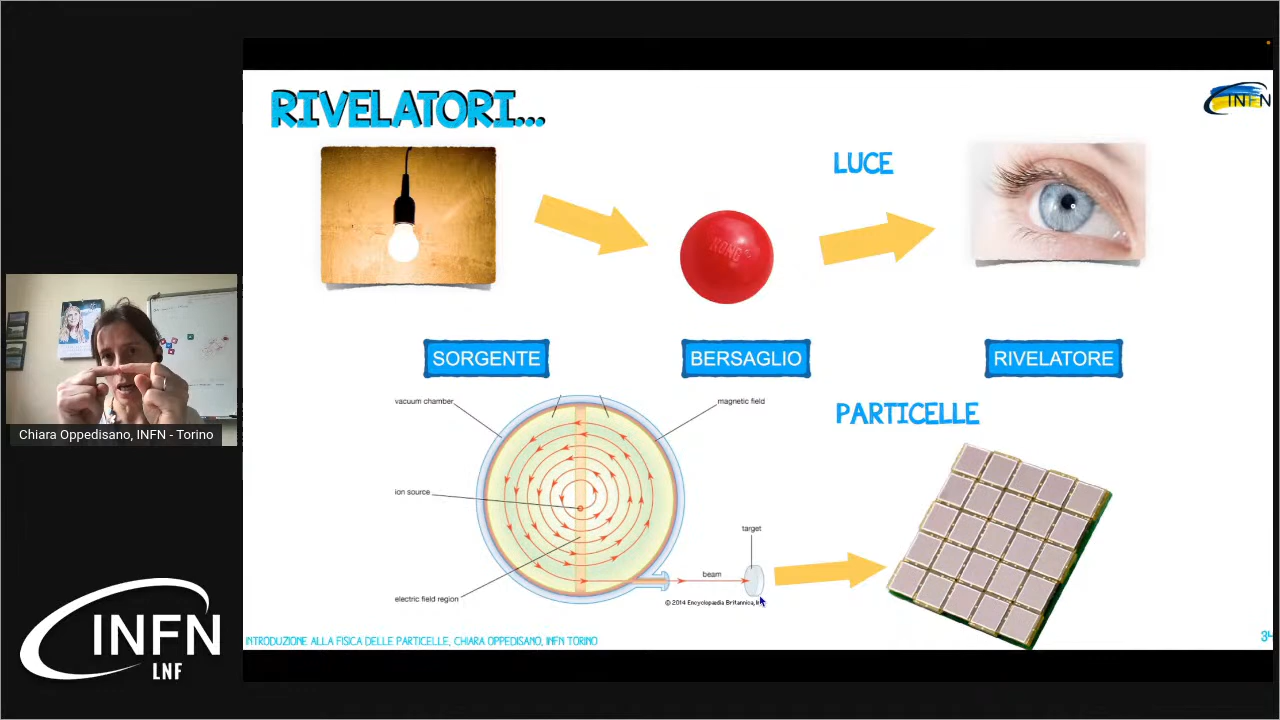 RIVELATORI...
INFN
LUCE
KONG
SORGENTE
BERSAGLIO
RIVELATORE
vacuum chamber
magnetic field
PARTICELLE
ion source
target
beam
electric field region
© 2014 Encyclopædia Britannica,
INTRODUZIONE ALLA FISICA DELLE PARTICELLE, CHIARA OPPEDISANO, INFN TORINO
34
Chiara Oppedisano, INFN - Torino
INFN
LNF